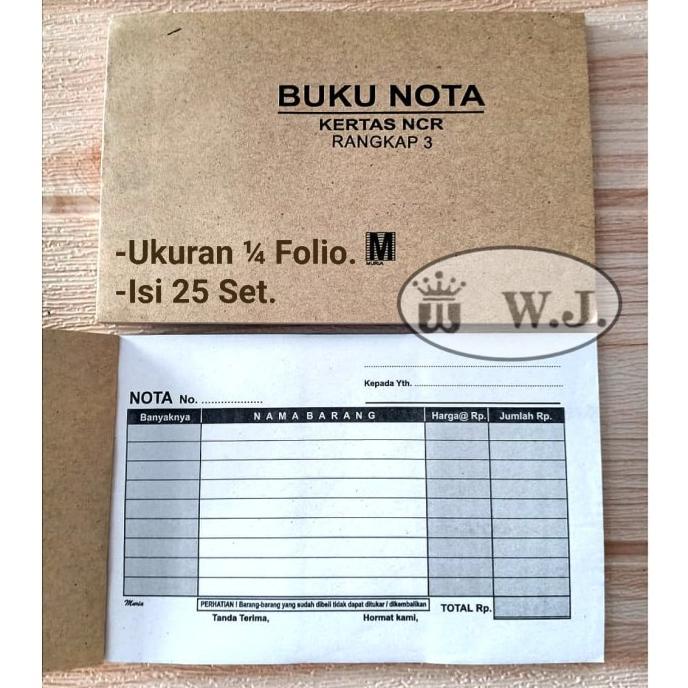 BUKU NOTA
KERTAS NCR
RANGKAP 3
-Ukuran ¼ Folio.
M
MURIA
-Isi 25 Set.
W W.J.
Kepada Yth. ........................
NOTA No. ...................
Banyaknya NAMA BARANG Harga@ Rp. Jumlah Rp.
Muria
PERHATIAN ! Barang-barang yang sudah dibeli tidak dapat ditukar / dikembalikan
TOTAL Rp.
Tanda Terima, Hormat kami,